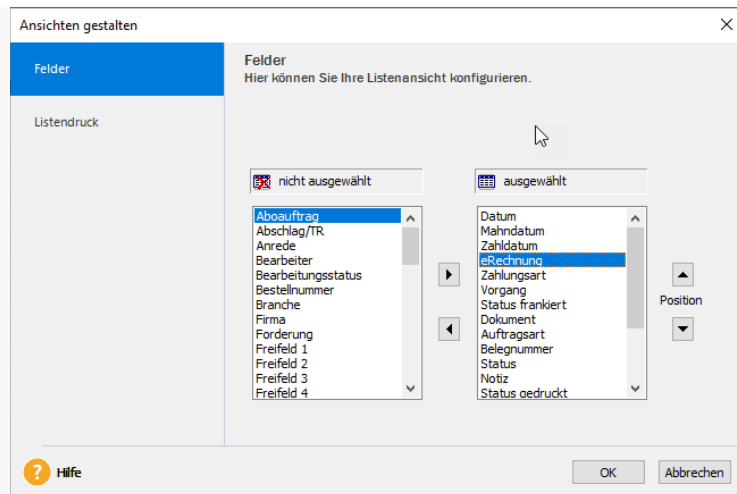 Ansichten gestalten
Felder
Listendruck
Felder
Hier können Sie Ihre Listenansicht konfigurieren.
nicht ausgewählt
Aboauftrag
Abschlag/TR
Anrede
Bearbeiter
Bearbeitungsstatus
Bestellnummer
Branche
Firma
Forderung
Freifeld 1
Freifeld 2
Freifeld 3
Freifeld 4
ausgewählt
Datum
Mahndatum
Zahldatum
eRechnung
Zahlungsart
Vorgang
Status frankiert
Dokument
Auftragsart
Belegnummer
Status
Notiz
Status gedruckt
Position
? Hilfe
OK
Abbrechen